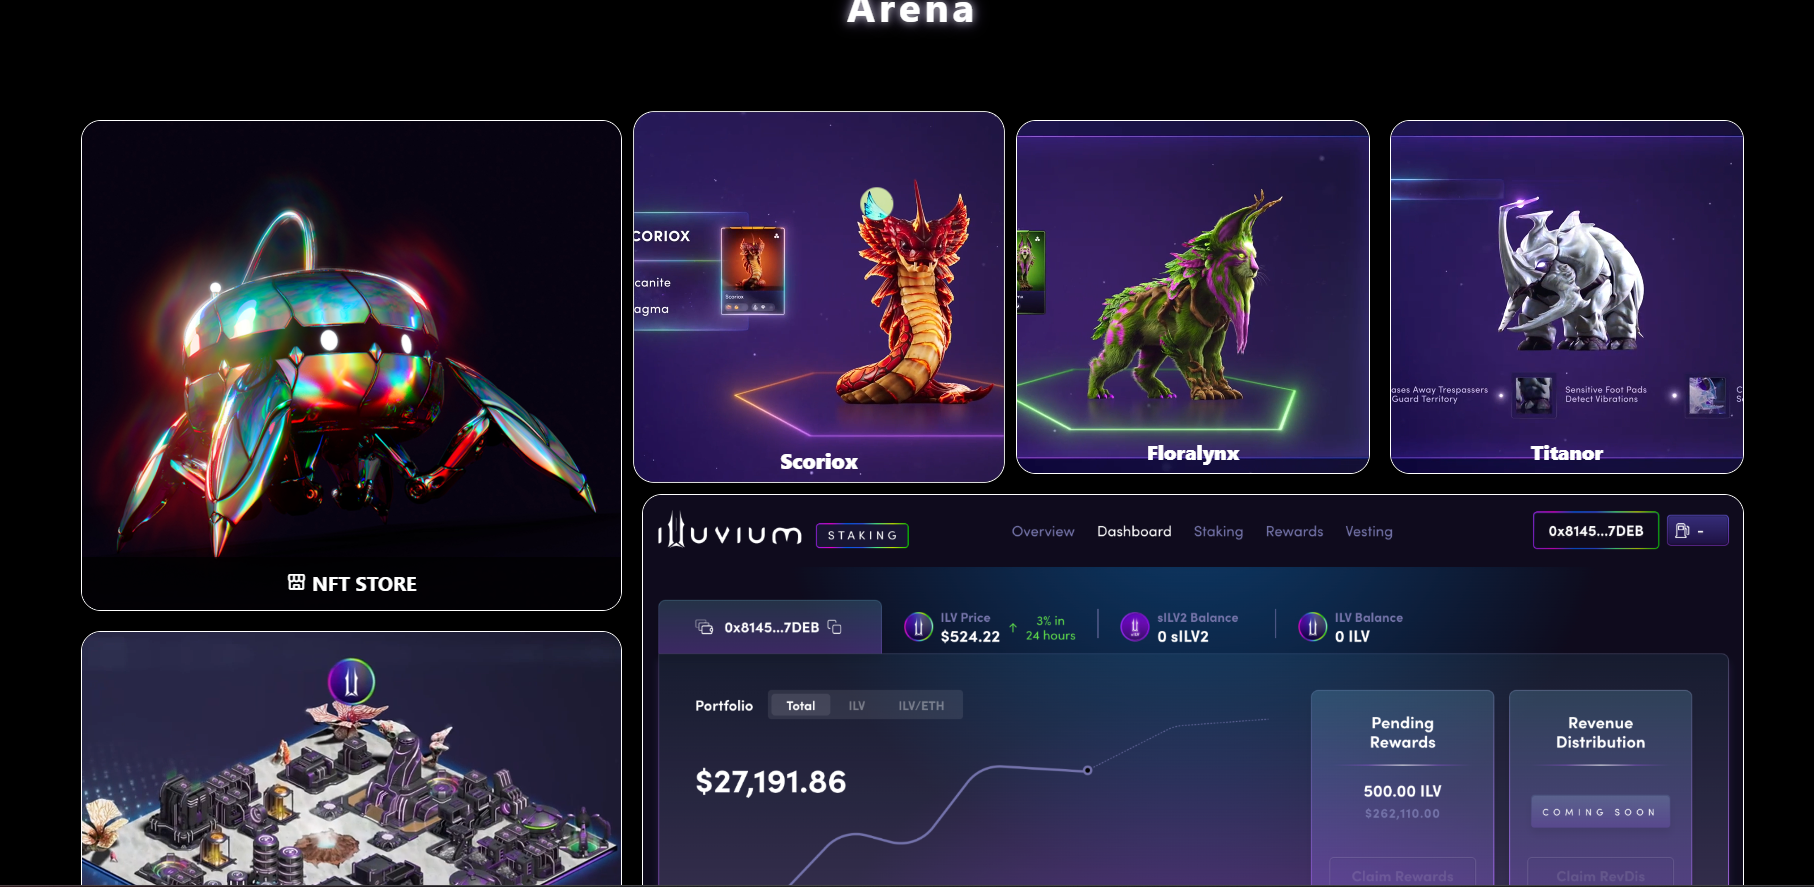 Arena
CORIOX
canite
agma
Scoriox
Scoriox
Floralynx
ases Away Trespassers
Guard Territory
Sensitive Foot Pads
Detect Vibrations
Titanor
NFT STORE
illuvium
STAKING
Overview
Dashboard
Staking
Rewards
Vesting
0x8145...7DEB
-
0x8145...7DEB
ILV Price
$524.22
3% in
24 hours
sILV2 Balance
0 sILV2
ILV Balance
0 ILV
Portfolio
Total
ILV
ILV/ETH
$27,191.86
Pending
Rewards
500.00 ILV
$262,110.00
Claim Rewards
Revenue
Distribution
COMING SOON
Claim RevDis